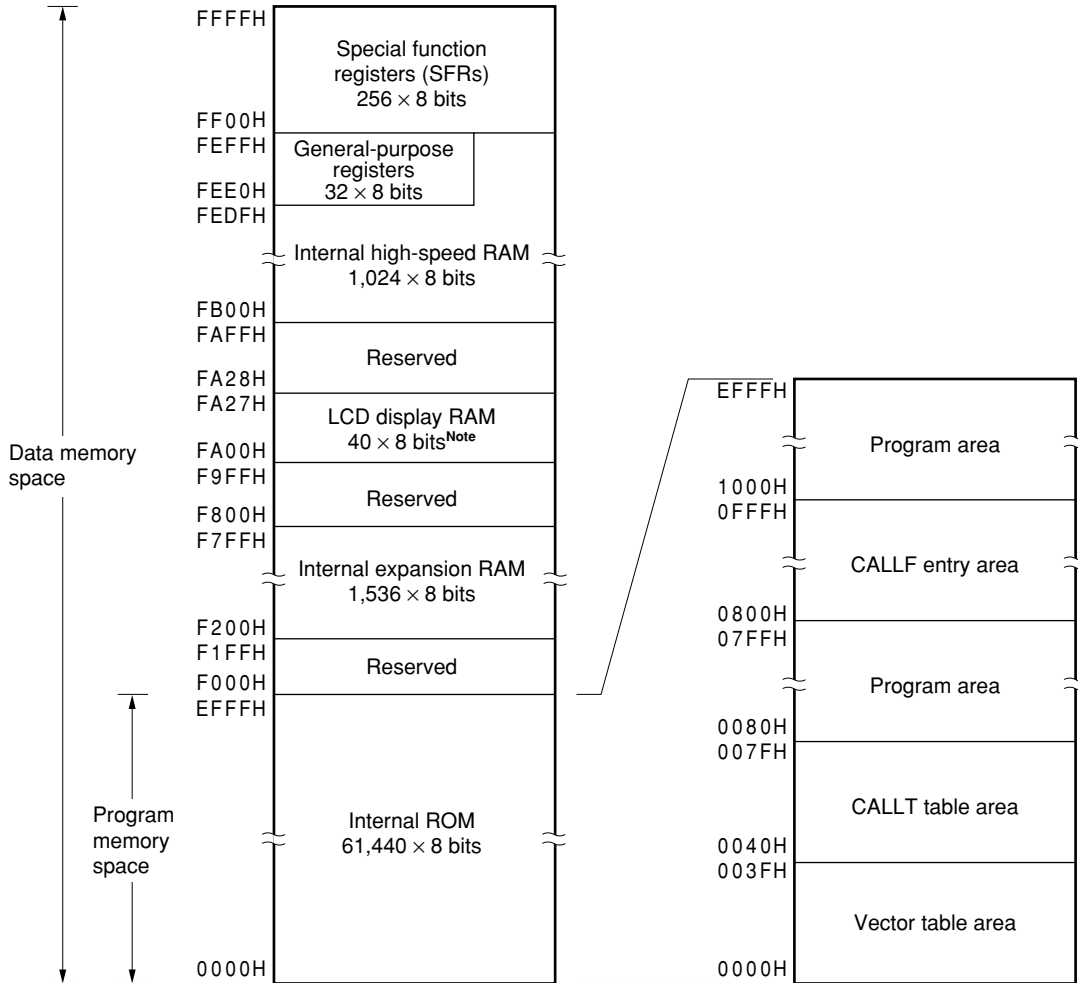 FFFFH
Special function
registers (SFRs)
256 × 8 bits
FF00H
FEFFH
General-purpose
registers
32 × 8 bits
FEE0H
FEDFH
Internal high-speed RAM
1,024 × 8 bits
FB00H
FAFFH
Reserved
FA28H
FA27H
LCD display RAM
40 × 8 bitsNote
FA00H
F9FFH
Reserved
F800H
F7FFH
Internal expansion RAM
1,536 × 8 bits
F200H
F1FFH
Reserved
F000H
EFFFH
Internal ROM
61,440 × 8 bits
0000H
Data memory
space
Program
memory
space
EFFFH
Program area
1000H
0FFFH
CALLF entry area
0800H
07FFH
Program area
0080H
007FH
CALLT table area
0040H
003FH
Vector table area
0000H